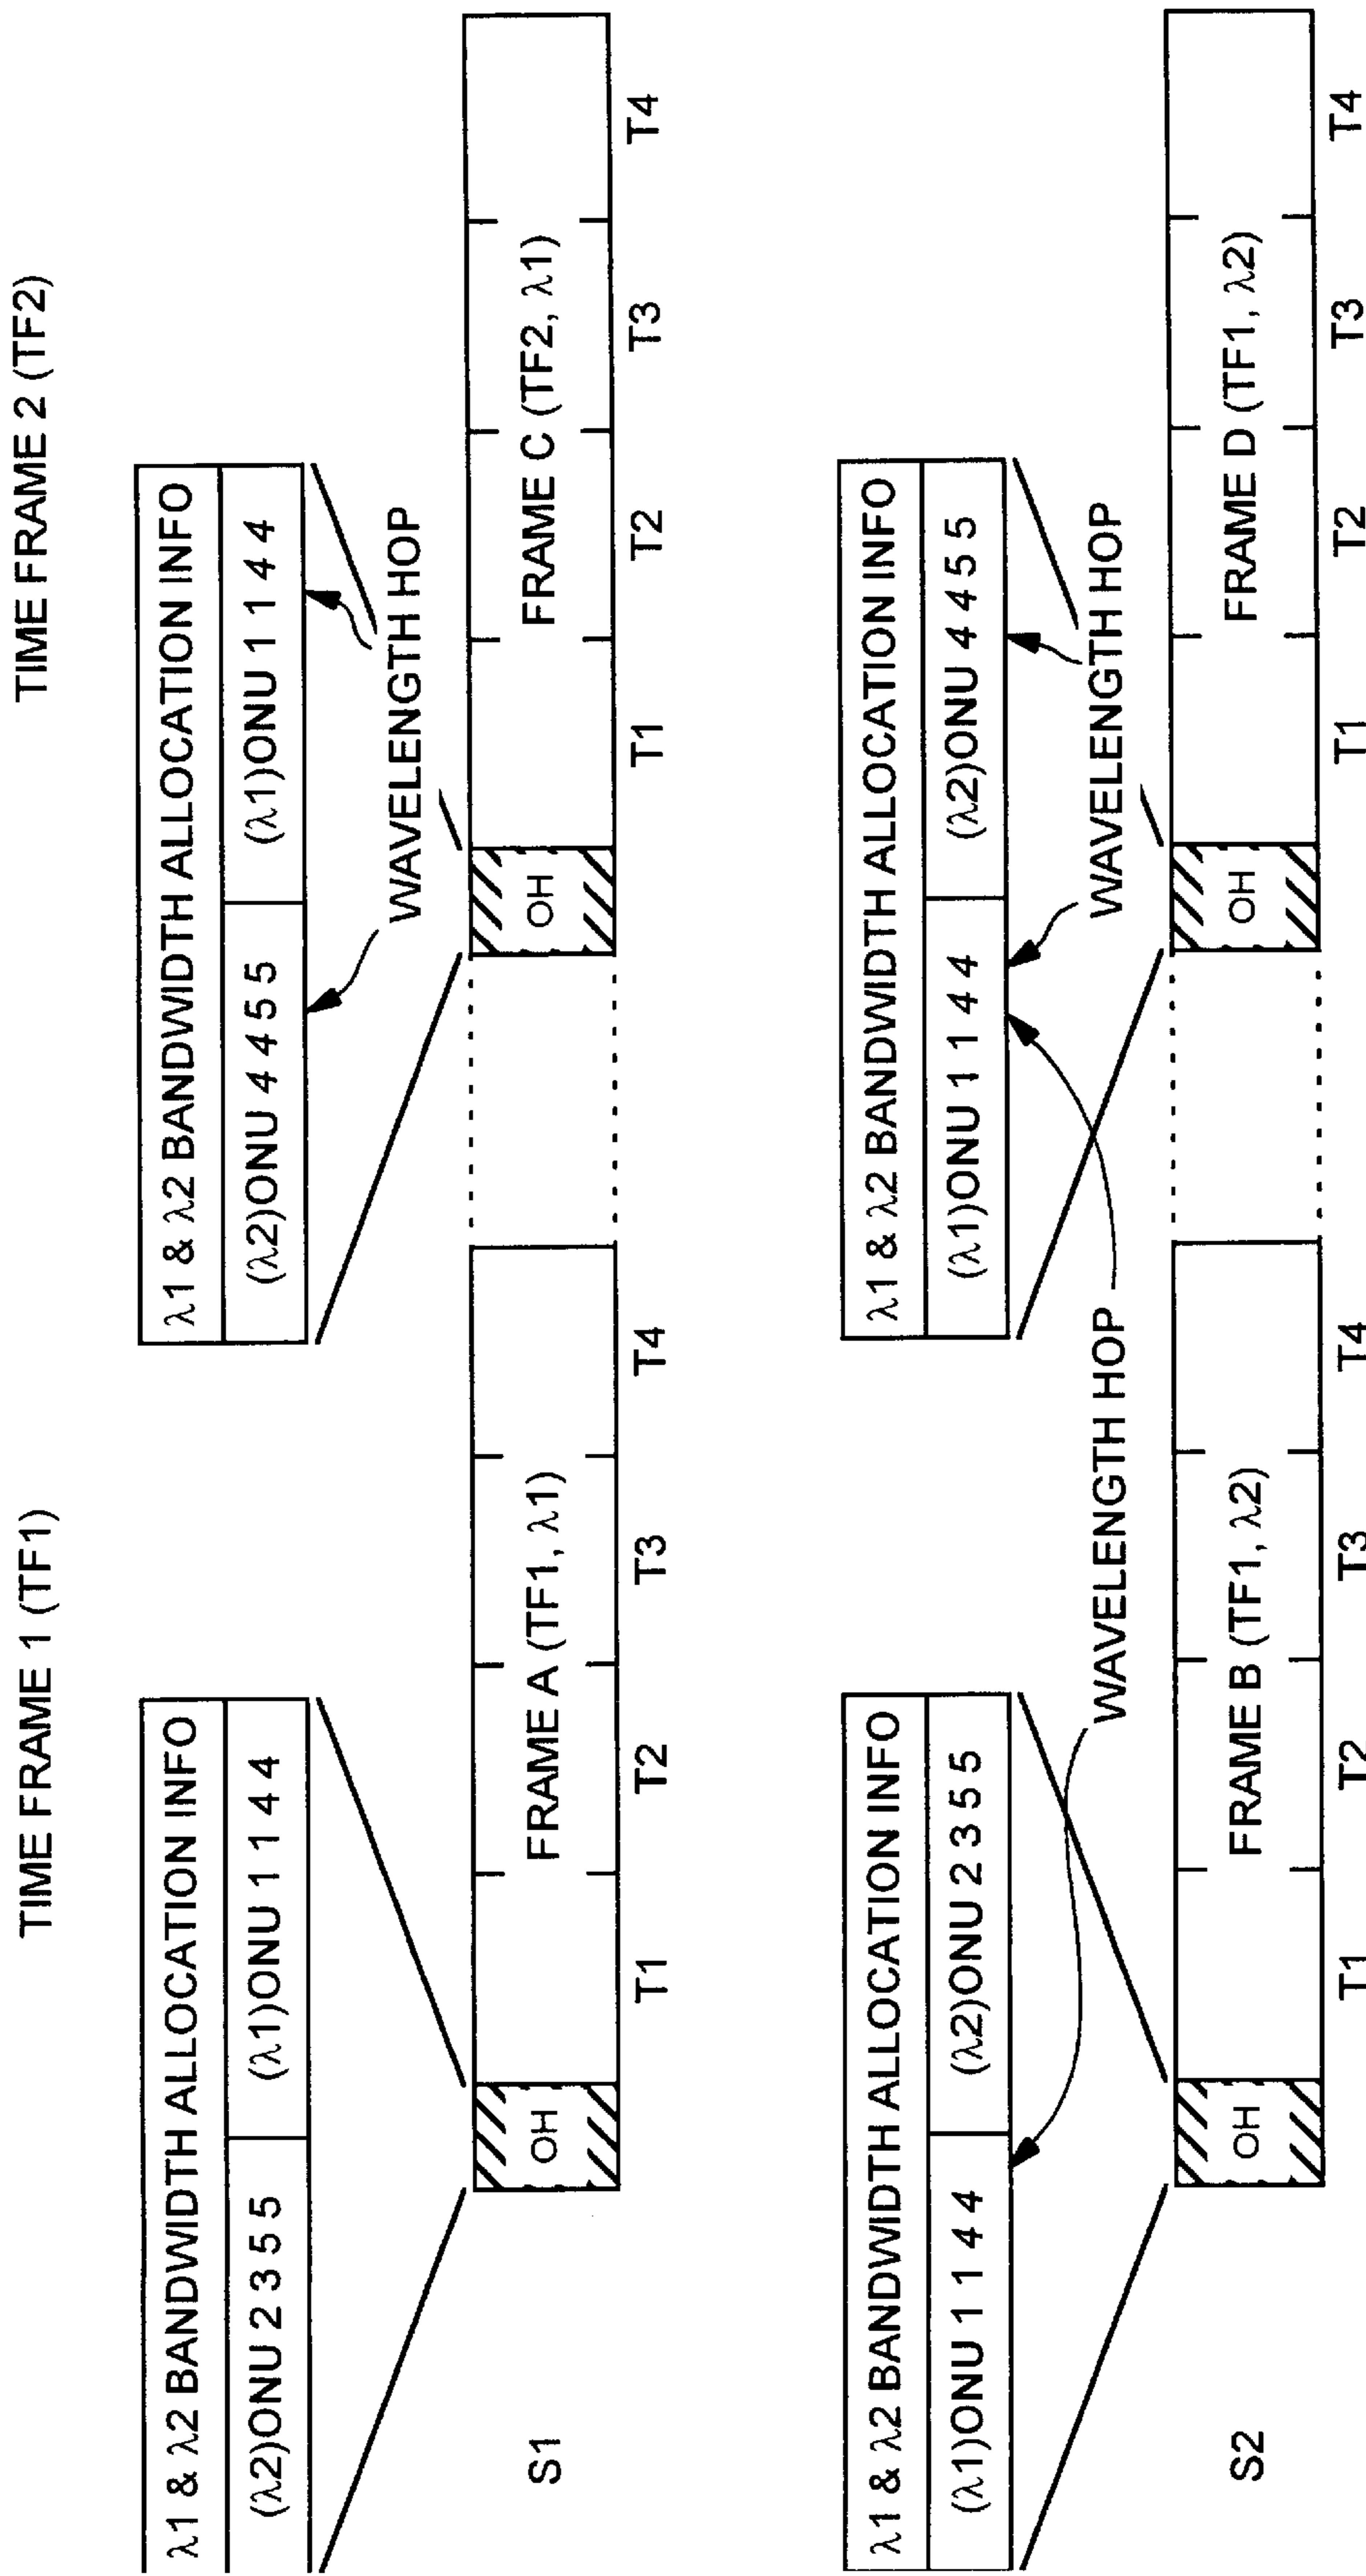 TIME FRAME 1 (TF1)
TIME FRAME 2 (TF2)
λ1 & λ2 BANDWIDTH ALLOCATION INFO
(λ2)ONU 2 3 5 5
(λ1)ONU 1 1 4 4
λ1 & λ2 BANDWIDTH ALLOCATION INFO
(λ2)ONU 4 4 5 5
(λ1)ONU 1 1 4 4
WAVELENGTH HOP
S1
OH
FRAME A (TF1, λ1)
OH
FRAME C (TF2, λ1)
T1
T2
T3
T4
T1
T2
T3
T4
λ1 & λ2 BANDWIDTH ALLOCATION INFO
(λ1)ONU 1 1 4 4
(λ2)ONU 2 3 5 5
λ1 & λ2 BANDWIDTH ALLOCATION INFO
(λ1)ONU 1 1 4 4
(λ2)ONU 4 4 5 5
WAVELENGTH HOP
WAVELENGTH HOP
S2
OH
FRAME B (TF1, λ2)
OH
FRAME D (TF1, λ2)
T1
T2
T3
T4
T1
T2
T3
T4